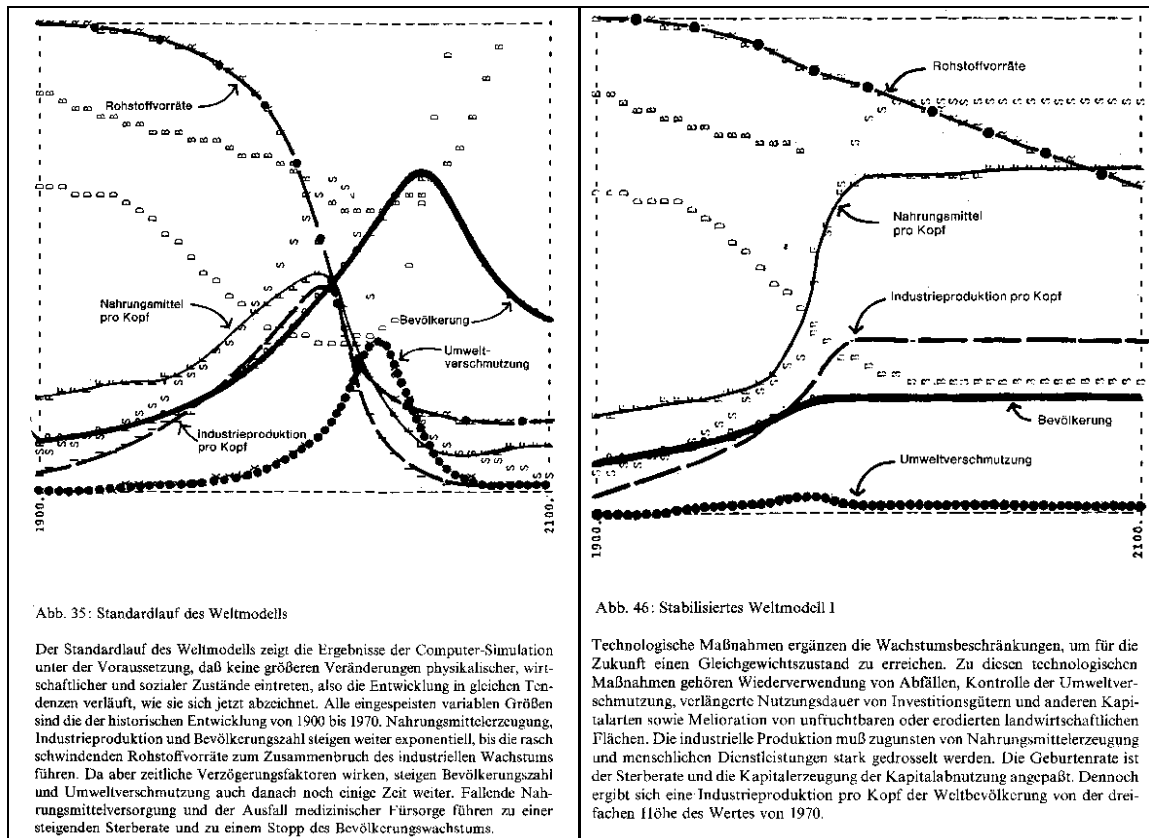 Rohstoffvorräte
Nahrungsmittel
pro Kopf
Bevölkerung
Umwelt-
verschmutzung
Industrieproduktion
pro Kopf
1900.
2100.
Abb. 35: Standardlauf des Weltmodells
Der Standardlauf des Weltmodells zeigt die Ergebnisse der Computer-Simulation
unter der Voraussetzung, daß keine größeren Veränderungen physikalischer, wirt-
schaftlicher und sozialer Zustände eintreten, also die Entwicklung in gleichen Ten-
denzen verläuft, wie sie sich jetzt abzeichnet. Alle eingespeisten variablen Größen
sind die der historischen Entwicklung von 1900 bis 1970. Nahrungsmittelerzeugung,
Industrieproduktion und Bevölkerungszahl steigen weiter exponentiell, bis die rasch
schwindenden Rohstoffvorräte zum Zusammenbruch des industriellen Wachstums
führen. Da aber zeitliche Verzögerungsfaktoren wirken, steigen Bevölkerungszahl
und Umweltverschmutzung auch danach noch einige Zeit weiter. Fallende Nah-
rungsmittelversorgung und der Ausfall medizinischer Fürsorge führen zu einer
steigenden Sterberate und zu einem Stopp des Bevölkerungswachstums.
Rohstoffvorräte
Nahrungsmittel
pro Kopf
Industrieproduktion pro Kopf
Bevölkerung
Umweltverschmutzung
1900.
2100.
Abb. 46: Stabilisiertes Weltmodell I
Technologische Maßnahmen ergänzen die Wachstumsbeschränkungen, um für die
Zukunft einen Gleichgewichtszustand zu erreichen. Zu diesen technologischen
Maßnahmen gehören Wiederverwendung von Abfällen, Kontrolle der Umweltver-
schmutzung, verlängerte Nutzungsdauer von Investitionsgütern und anderen Kapi-
talarten sowie Melioration von unfruchtbaren oder erodierten landwirtschaftlichen
Flächen. Die industrielle Produktion muß zugunsten von Nahrungsmittelerzeugung
und menschlichen Dienstleistungen stark gedrosselt werden. Die Geburtenrate ist
der Sterberate und die Kapitalerzeugung der Kapitalabnutzung angepaßt. Dennoch
ergibt sich eine Industrieproduktion pro Kopf der Weltbevölkerung von der drei-
fachen Höhe des Wertes von 1970.